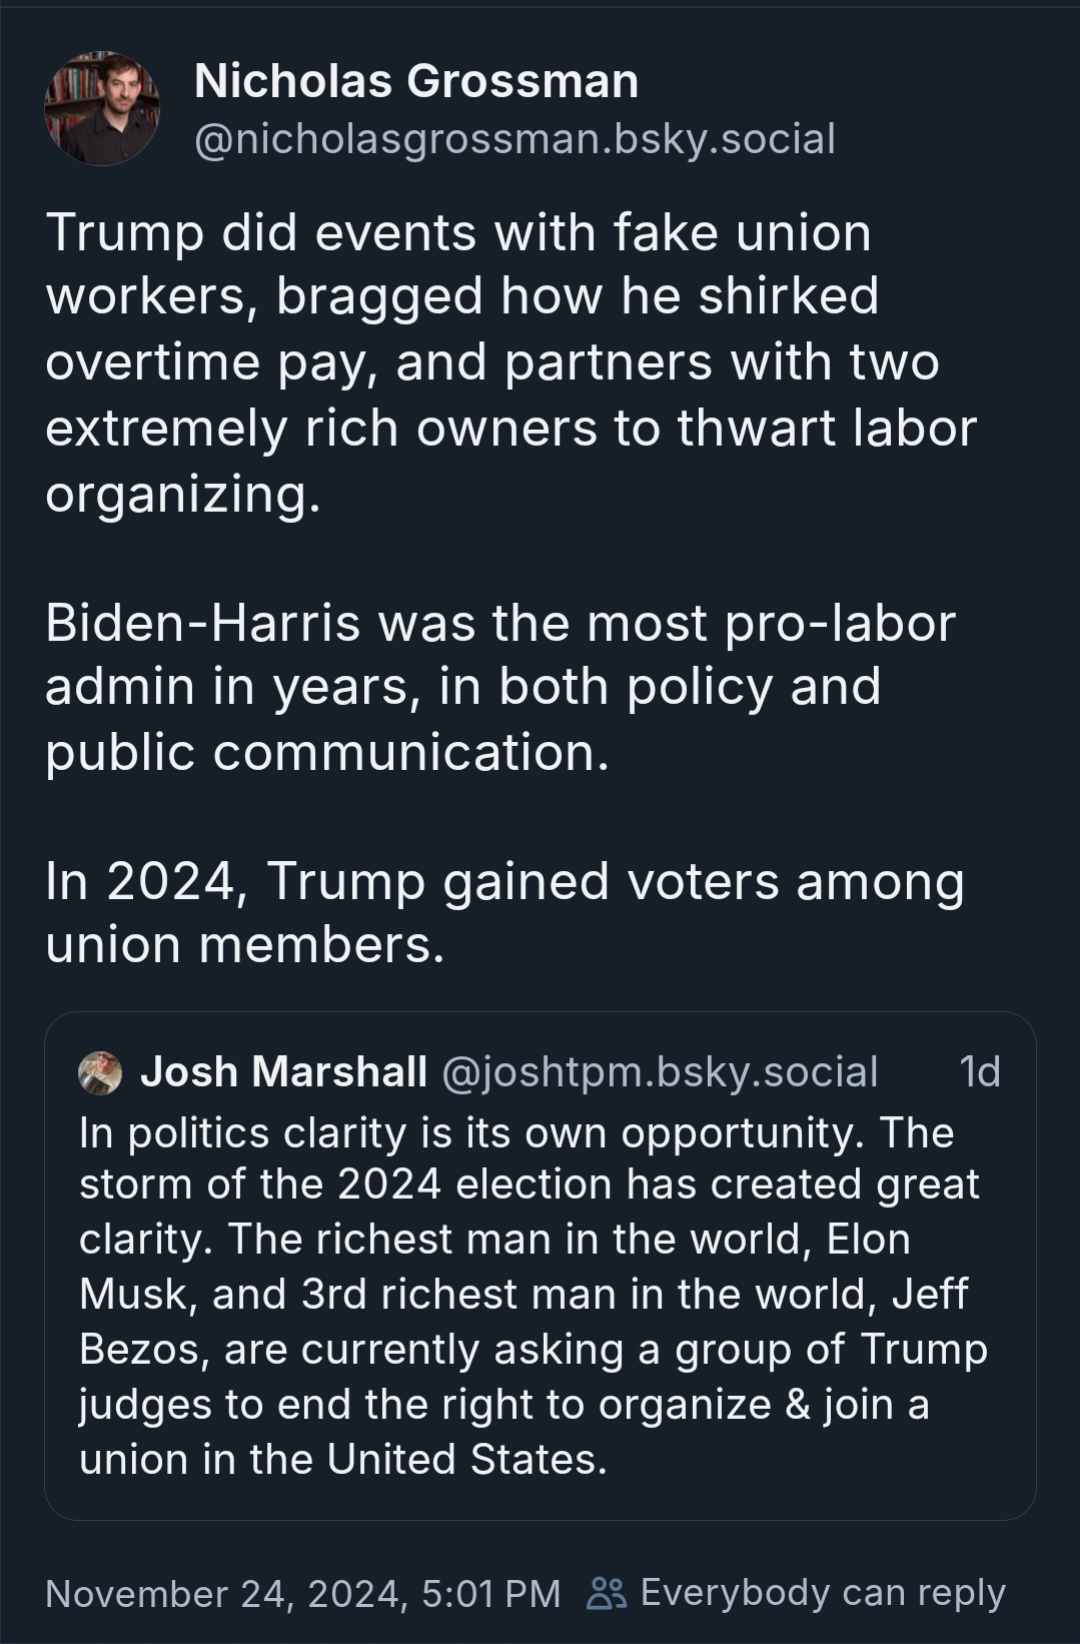 Nicholas Grossman
@nicholasgrossman.bsky.social
Trump did events with fake union
workers, bragged how he shirked
overtime pay, and partners with two
extremely rich owners to thwart labor
organizing.
Biden-Harris was the most pro-labor
admin in years, in both policy and
public communication.
In 2024, Trump gained voters among
union members.
Josh Marshall @joshtpm.bsky.social 1d
In politics clarity is its own opportunity. The
storm of the 2024 election has created great
clarity. The richest man in the world, Elon
Musk, and 3rd richest man in the world, Jeff
Bezos, are currently asking a group of Trump
judges to end the right to organize & join a
union in the United States.
November 24, 2024, 5:01 PM Everybody can reply